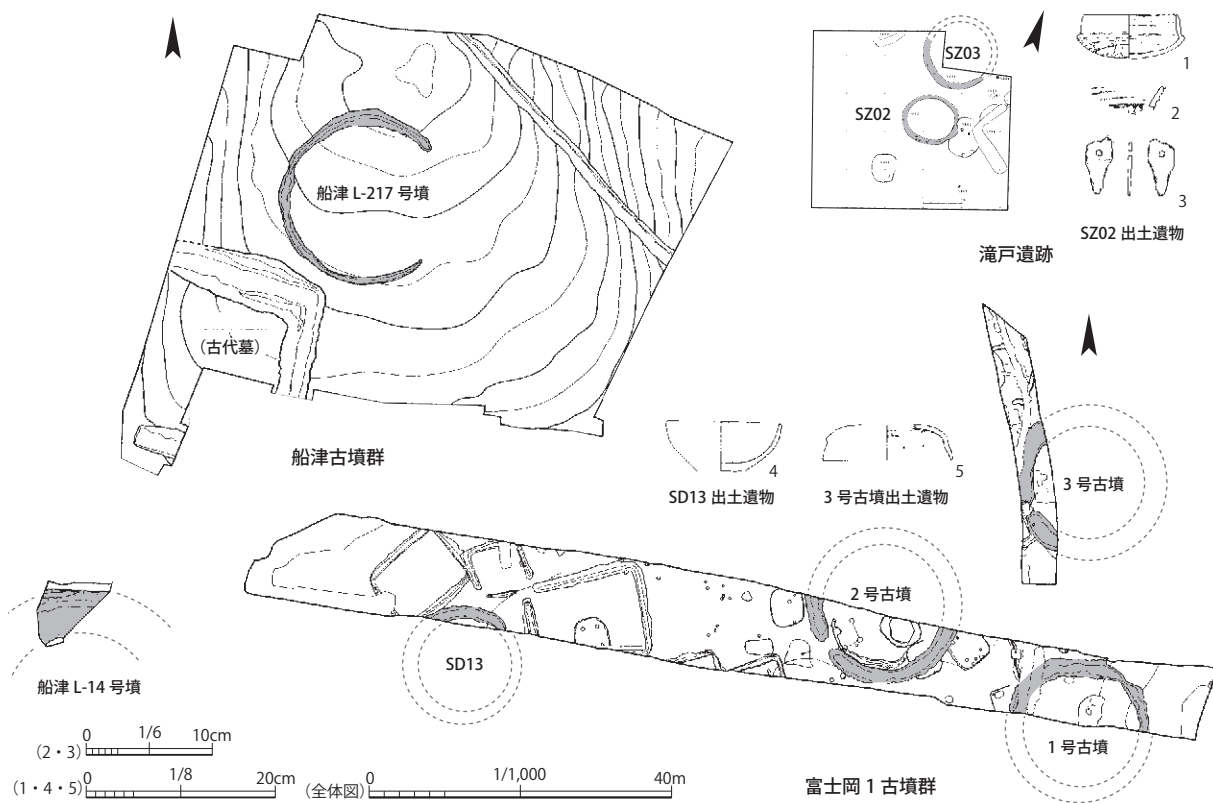 船津 L-217 号墳
(古代墓)
船津古墳群
SZ03
SZ02
滝戸遺跡
1
2
3
SZ02 出土遺物
4
SD13 出土遺物
5
3 号古墳出土遺物
3 号古墳
2 号古墳
SD13
1 号古墳
富士岡 1 古墳群
船津 L-14 号墳
(2・3)
0
1/6
10cm
(1・4・5)
0
1/8
20cm
(全体図)
0
1/1,000
40m